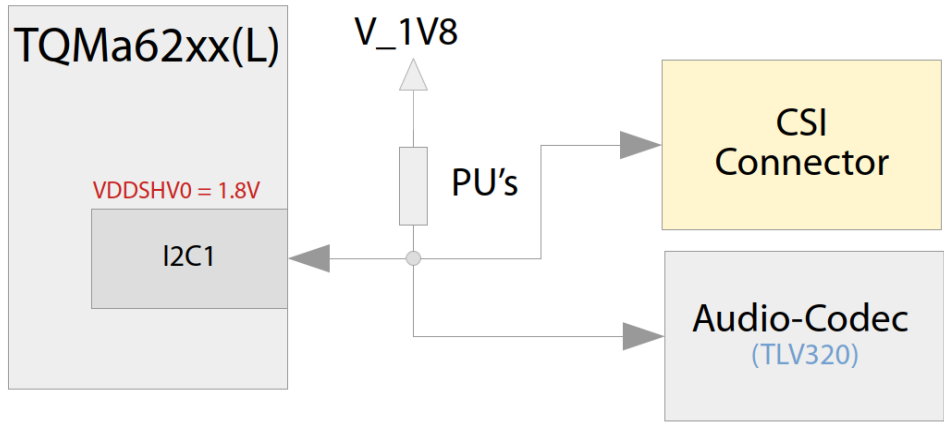 TQMa62xx(L)
V_1V8
CSI
Connector
PU's
VDDSHV0 = 1.8V
I2C1
Audio-Codec
(TLV320)